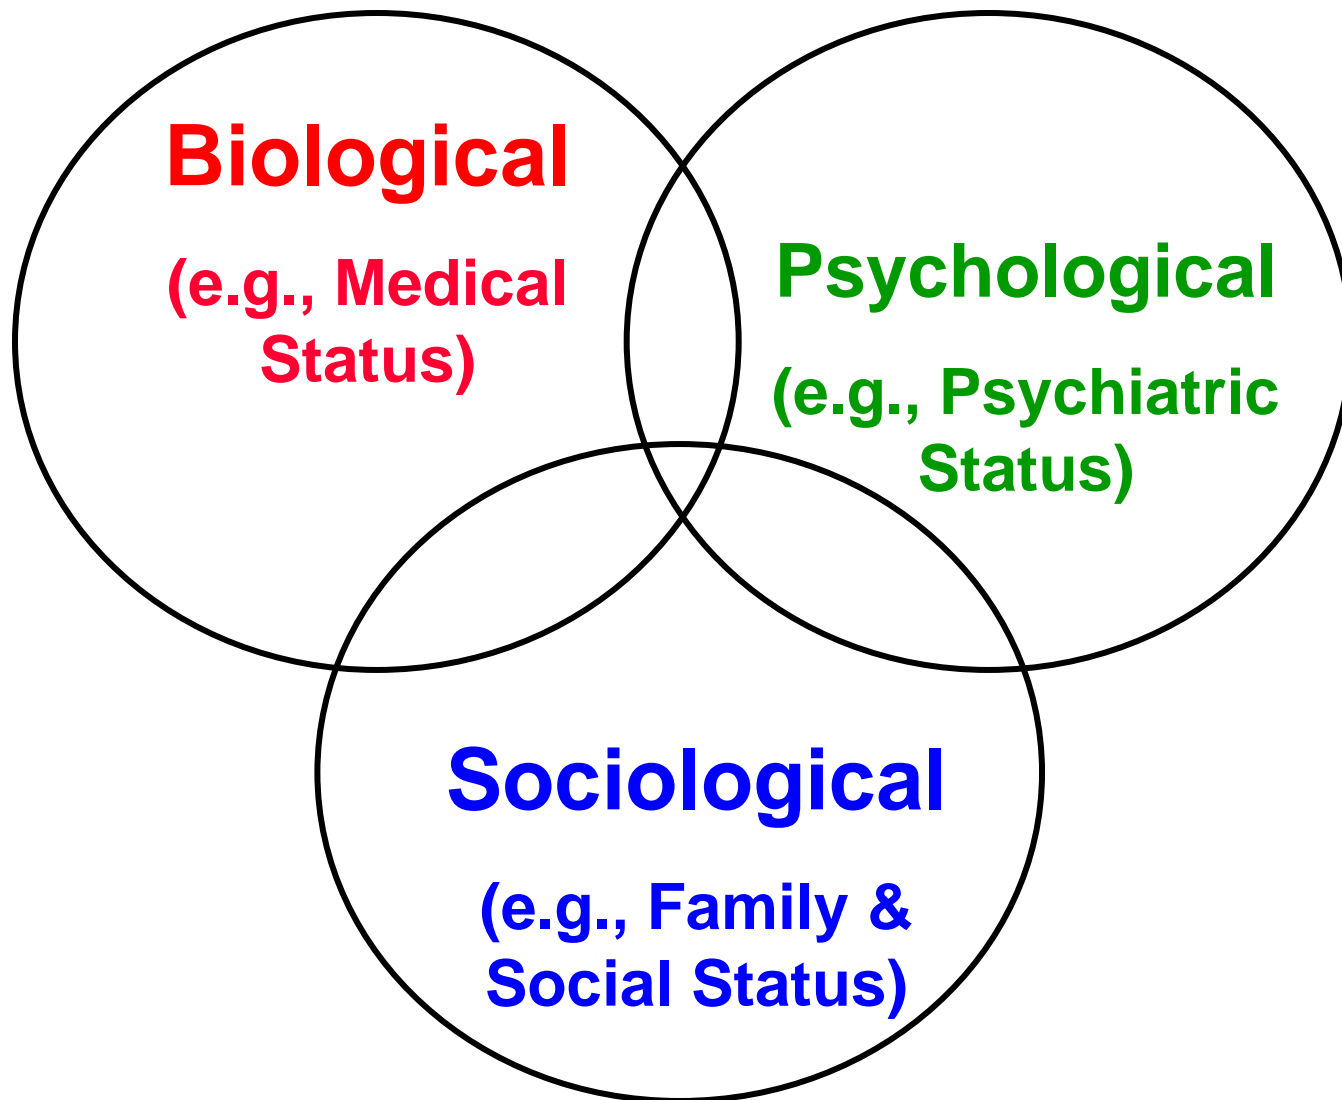 Biological
(e.g., Medical
Status)
Psychological
(e.g., Psychiatric
Status)
Sociological
(e.g., Family &
Social Status)